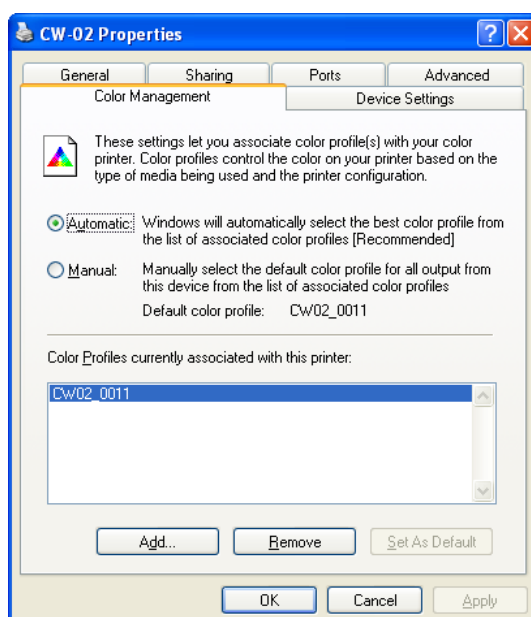 CW-02 Properties
General
Sharing
Ports
Advanced
Color Management
Device Settings
These settings let you associate color profile(s) with your color
printer. Color profiles control the color on your printer based on the
type of media being used and the printer configuration.
Automatic: Windows will automatically select the best color profile from
the list of associated color profiles [Recommended]
Manual: Manually select the default color profile for all output from
this device from the list of associated color profiles
Default color profile: CW02_0011
Color Profiles currently associated with this printer:
CW02_0011
Add...
Remove
Set As Default
OK
Cancel
Apply